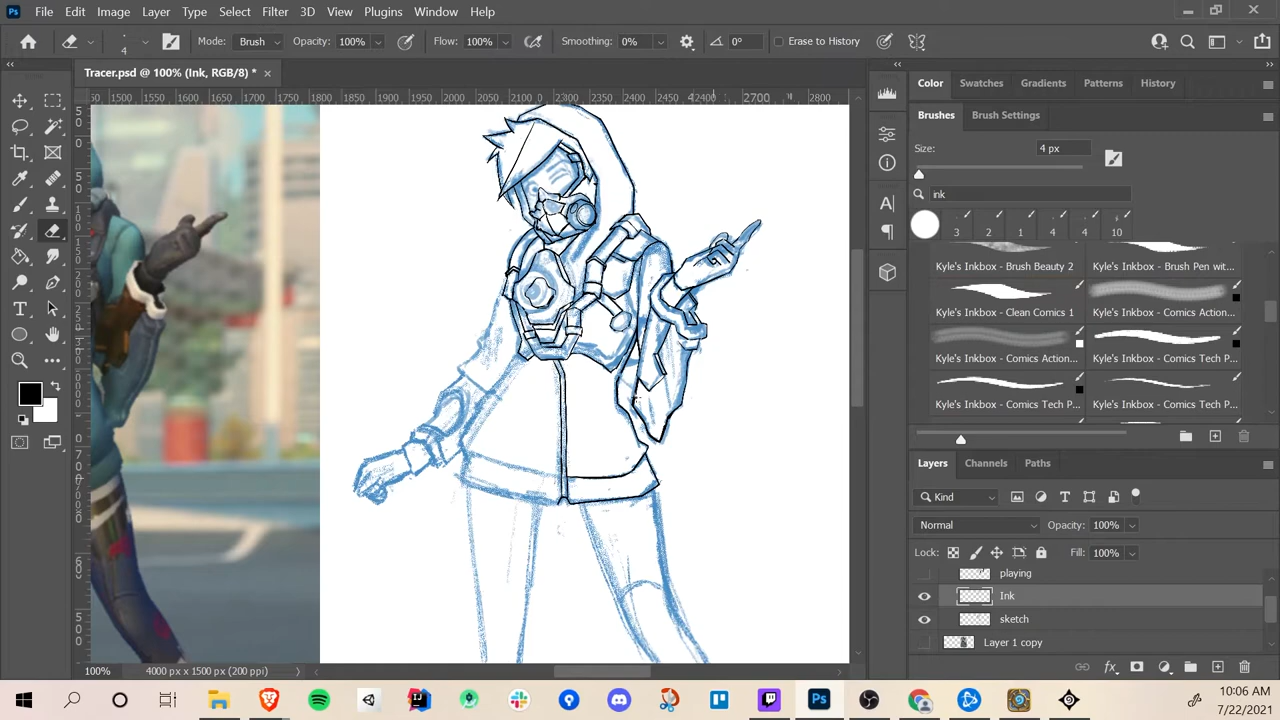 Ps File Edit Image Layer Type Select Filter 3D View Plugins Window Help
4 Mode: Brush Opacity: 100% Flow: 100% Smoothing: 0% 0° Erase to History
Tracer.psd @ 100% (Ink, RGB/8) * ×
Color Swatches Gradients Patterns History
Brushes Brush Settings
Size: 4 px
ink
3 2 1 4 4 10
Kyle's Inkbox - Brush Beauty 2 Kyle's Inkbox - Brush Pen wit...
Kyle's Inkbox - Clean Comics 1 Kyle's Inkbox - Comics Action...
Kyle's Inkbox - Comics Action... Kyle's Inkbox - Comics Tech P...
Kyle's Inkbox - Comics Tech P... Kyle's Inkbox - Comics Tech P...
Layers Channels Paths
Kind
Normal Opacity: 100%
Lock: Fill: 100%
playing
Ink
sketch
Layer 1 copy
100% 4000 px x 1500 px (200 ppi)
10:06 AM
7/22/2021